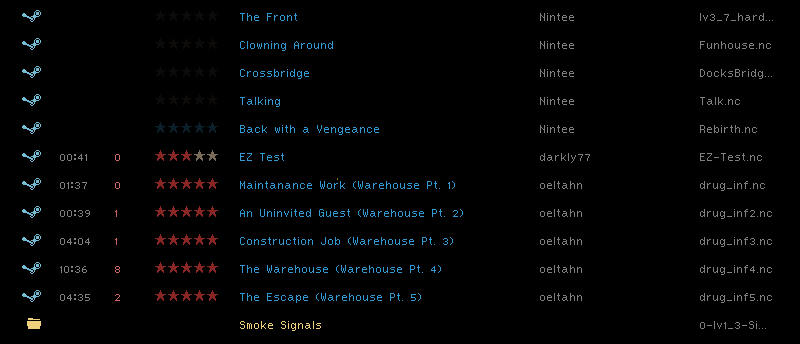 The Front Nintee lv3_7_hard...
Clowning Around Nintee Funhouse.nc
Crossbridge Nintee DocksBridg...
Talking Nintee Talk.nc
Back with a Vengeance Nintee Rebirth.nc
00:41 0 EZ Test darkly77 EZ-Test.nc
01:37 0 Maintanance Work (Warehouse Pt. 1) oeltahn drug_inf.nc
00:39 1 An Uninvited Guest (Warehouse Pt. 2) oeltahn drug_inf2.nc
04:04 1 Construction Job (Warehouse Pt. 3) oeltahn drug_inf3.nc
10:36 8 The Warehouse (Warehouse Pt. 4) oeltahn drug_inf4.nc
04:35 2 The Escape (Warehouse Pt. 5) oeltahn drug_inf5.nc
Smoke Signals 0-lv1_3-Si...